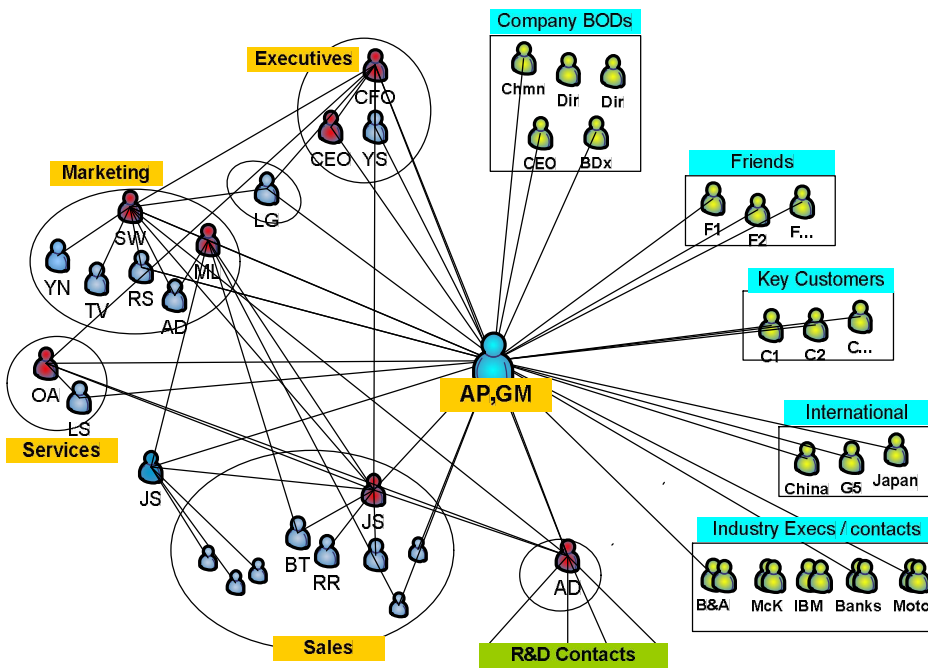 Company BODs
Executives
Chmn
Dir
Dir
CFO
CEO
YS
CEO
BDx
Marketing
Friends
LG
SW
F1
F2
F...
ML
YN
TV
RS
AD
Key Customers
C1
C2
C...
OA
LS
AP,GM
Services
International
China
G5
Japan
JS
JS
BT
RR
Industry Execs / contacts
B&A
McK
IBM
Banks
Moto
AD
Sales
R&D Contacts